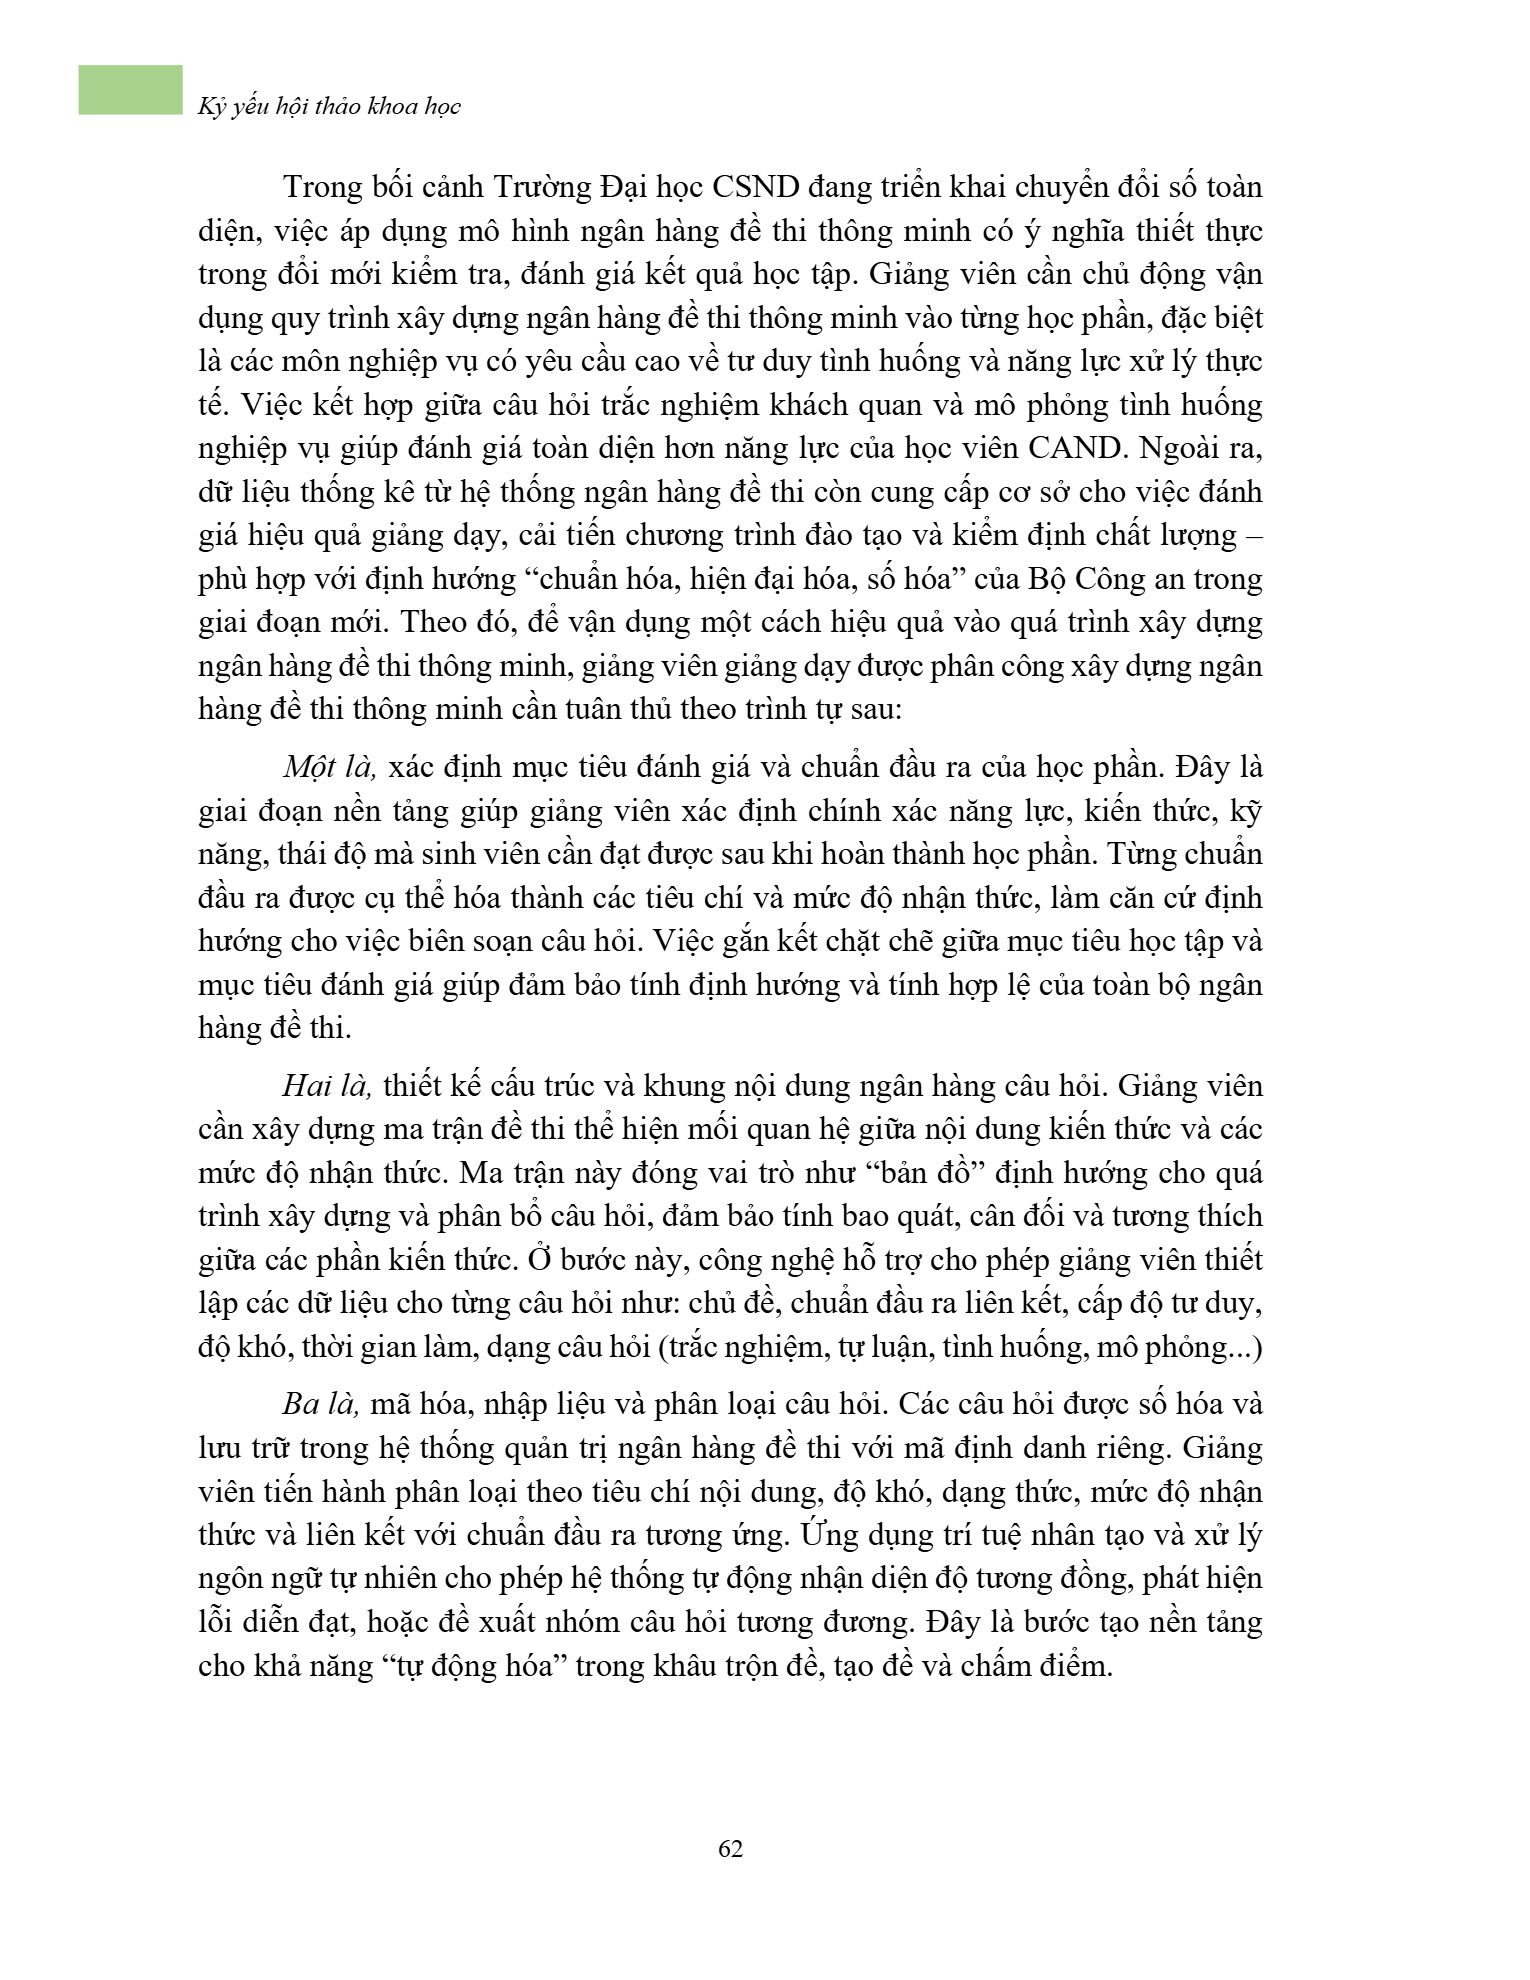 Kỷ yếu hội thảo khoa học
Trong bối cảnh Trường Đại học CSND đang triển khai chuyển đổi số toàn
diện, việc áp dụng mô hình ngân hàng đề thi thông minh có ý nghĩa thiết thực
trong đổi mới kiểm tra, đánh giá kết quả học tập. Giảng viên cần chủ động vận
dụng quy trình xây dựng ngân hàng đề thi thông minh vào từng học phần, đặc biệt
là các môn nghiệp vụ có yêu cầu cao về tư duy tình huống và năng lực xử lý thực
tế. Việc kết hợp giữa câu hỏi trắc nghiệm khách quan và mô phỏng tình huống
nghiệp vụ giúp đánh giá toàn diện hơn năng lực của học viên CAND. Ngoài ra,
dữ liệu thống kê từ hệ thống ngân hàng đề thi còn cung cấp cơ sở cho việc đánh
giá hiệu quả giảng dạy, cải tiến chương trình đào tạo và kiểm định chất lượng –
phù hợp với định hướng “chuẩn hóa, hiện đại hóa, số hóa” của Bộ Công an trong
giai đoạn mới. Theo đó, để vận dụng một cách hiệu quả vào quá trình xây dựng
ngân hàng đề thi thông minh, giảng viên giảng dạy được phân công xây dựng ngân
hàng đề thi thông minh cần tuân thủ theo trình tự sau:
Một là, xác định mục tiêu đánh giá và chuẩn đầu ra của học phần. Đây là
giai đoạn nền tảng giúp giảng viên xác định chính xác năng lực, kiến thức, kỹ
năng, thái độ mà sinh viên cần đạt được sau khi hoàn thành học phần. Từng chuẩn
đầu ra được cụ thể hóa thành các tiêu chí và mức độ nhận thức, làm căn cứ định
hướng cho việc biên soạn câu hỏi. Việc gắn kết chặt chẽ giữa mục tiêu học tập và
mục tiêu đánh giá giúp đảm bảo tính định hướng và tính hợp lệ của toàn bộ ngân
hàng đề thi.
Hai là, thiết kế cấu trúc và khung nội dung ngân hàng câu hỏi. Giảng viên
cần xây dựng ma trận đề thi thể hiện mối quan hệ giữa nội dung kiến thức và các
mức độ nhận thức. Ma trận này đóng vai trò như “bản đồ” định hướng cho quá
trình xây dựng và phân bổ câu hỏi, đảm bảo tính bao quát, cân đối và tương thích
giữa các phần kiến thức. Ở bước này, công nghệ hỗ trợ cho phép giảng viên thiết
lập các dữ liệu cho từng câu hỏi như: chủ đề, chuẩn đầu ra liên kết, cấp độ tư duy,
độ khó, thời gian làm, dạng câu hỏi (trắc nghiệm, tự luận, tình huống, mô phỏng...)
Ba là, mã hóa, nhập liệu và phân loại câu hỏi. Các câu hỏi được số hóa và
lưu trữ trong hệ thống quản trị ngân hàng đề thi với mã định danh riêng. Giảng
viên tiến hành phân loại theo tiêu chí nội dung, độ khó, dạng thức, mức độ nhận
thức và liên kết với chuẩn đầu ra tương ứng. Ứng dụng trí tuệ nhân tạo và xử lý
ngôn ngữ tự nhiên cho phép hệ thống tự động nhận diện độ tương đồng, phát hiện
lỗi diễn đạt, hoặc đề xuất nhóm câu hỏi tương đương. Đây là bước tạo nền tảng
cho khả năng “tự động hóa” trong khâu trộn đề, tạo đề và chấm điểm.
62